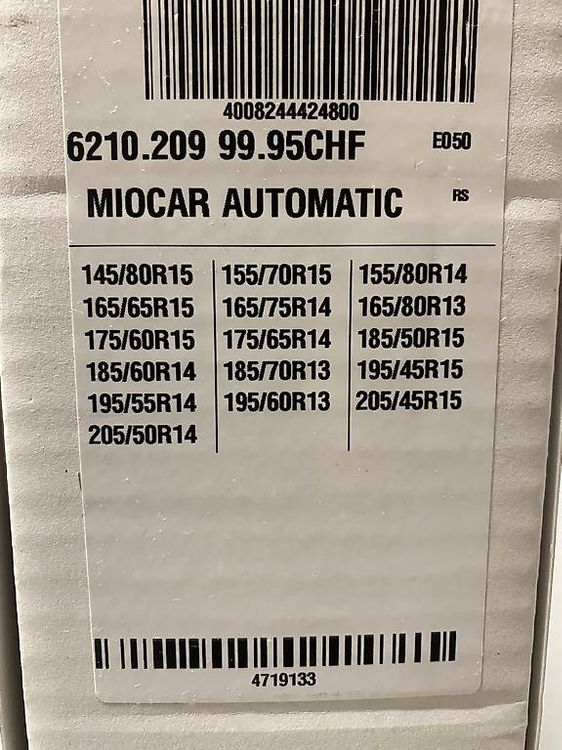 4008244424800
6210.209 99.95CHF E050
MIOCAR AUTOMATIC RS
145/80R15 155/70R15 155/80R14
165/65R15 165/75R14 165/80R13
175/60R15 175/65R14 185/50R15
185/60R14 185/70R13 195/45R15
195/55R14 195/60R13 205/45R15
205/50R14
4719133